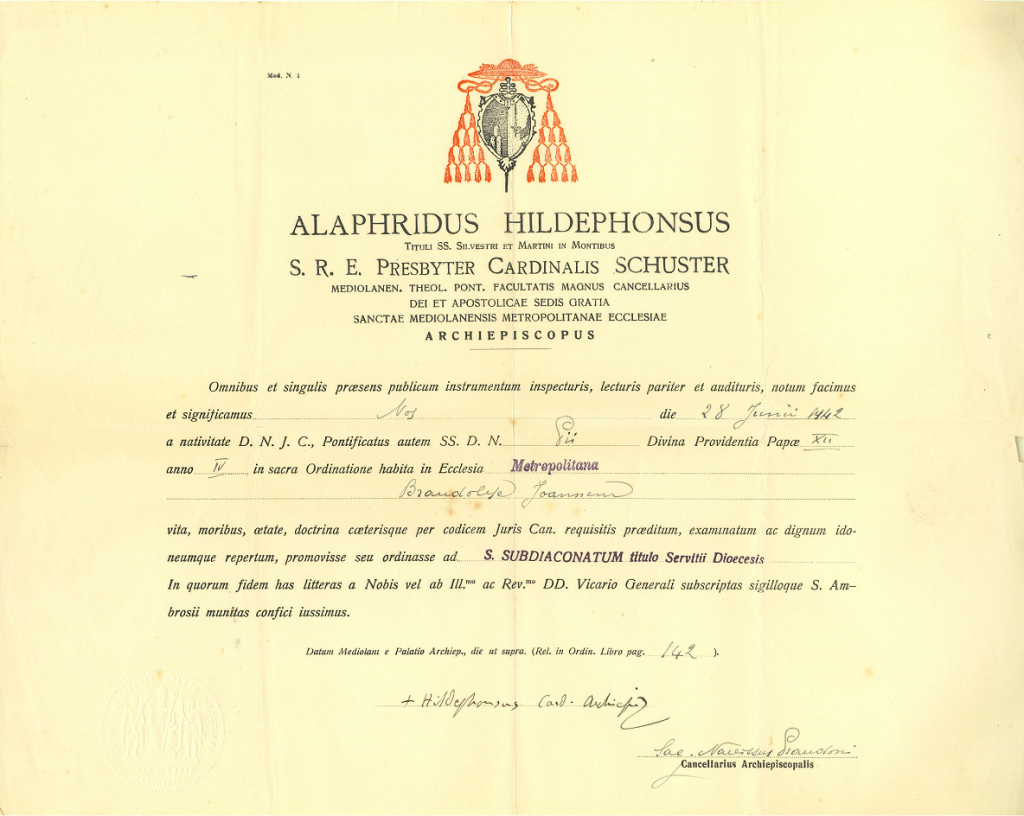 Mod. N. 1
ALAPHRIDUS HILDEPHONSUS
TITULI SS. SILVESTRI ET MARTINI IN MONTIBUS
S. R. E. PRESBYTER CARDINALIS SCHUSTER
MEDIOLANEN. THEOL. PONT. FACULTATIS MAGNUS CANCELLARIUS
DEI ET APOSTOLICAE SEDIS GRATIA
SANCTAE MEDIOLANENSIS METROPOLITANAE ECCLESIAE
ARCHIEPISCOPUS
Omnibus et singulis præsens publicum instrumentum inspecturis, lecturis pariter et audituris, notum facimus
et significamus Nos die 28 Junii 1942
a nativitate D. N. J. C., Pontificatus autem SS. D. N. Pii Divina Providentia Papæ XII
anno IV in sacra Ordinatione habita in Ecclesia Metropolitana
Joannem
vita, moribus, ætate, doctrina cæterisque per codicem Juris Can. requisitis præditum, examinatum ac dignum ido-
neumque repertum, promovisse seu ordinasse ad S. SUBDIACONATUM titulo Servitii Dioecesis
In quorum fidem has litteras a Nobis vel ab Ill.mo ac Rev.mo DD. Vicario Generali subscriptas sigilloque S. Am-
brosii munitas confici iussimus.
Datum Mediolani e Palatio Archiep., die ut supra. (Rel. in Ordin. Libro pag. 142 ).
+ Hildephonsus Card. Archiep
Sac.
Cancellarius Archiepiscopalis